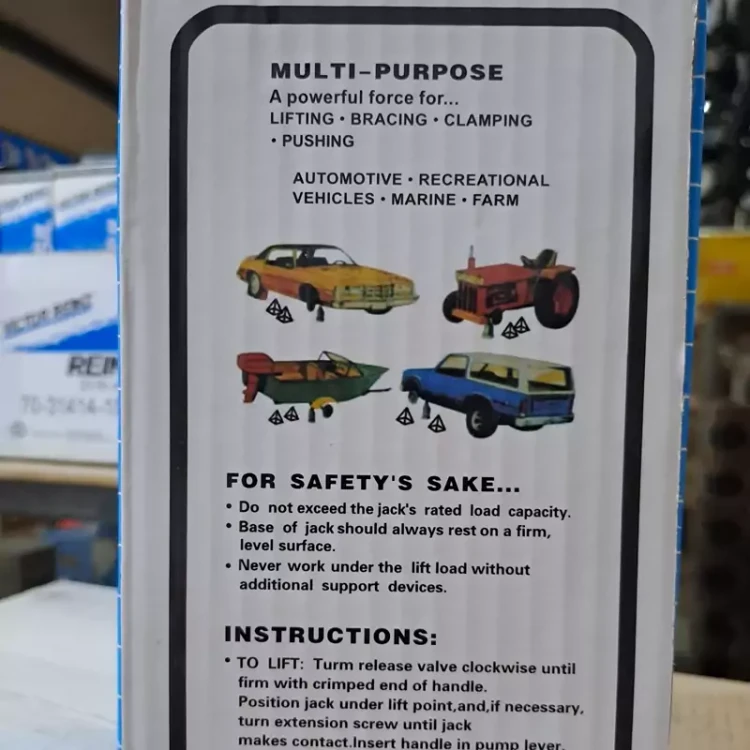 MULTI-PURPOSE
A powerful force for...
LIFTING • BRACING • CLAMPING
• PUSHING
AUTOMOTIVE • RECREATIONAL
VEHICLES • MARINE • FARM
FOR SAFETY'S SAKE...
• Do not exceed the jack's rated load capacity.
• Base of jack should always rest on a firm,
level surface.
• Never work under the lift load without
additional support devices.
INSTRUCTIONS:
• TO LIFT: Turm release valve clockwise until
firm with crimped end of handle.
Position jack under lift point,and,if necessary,
turn extension screw until jack
makes contact.Insert handle in pump lever.
REIN